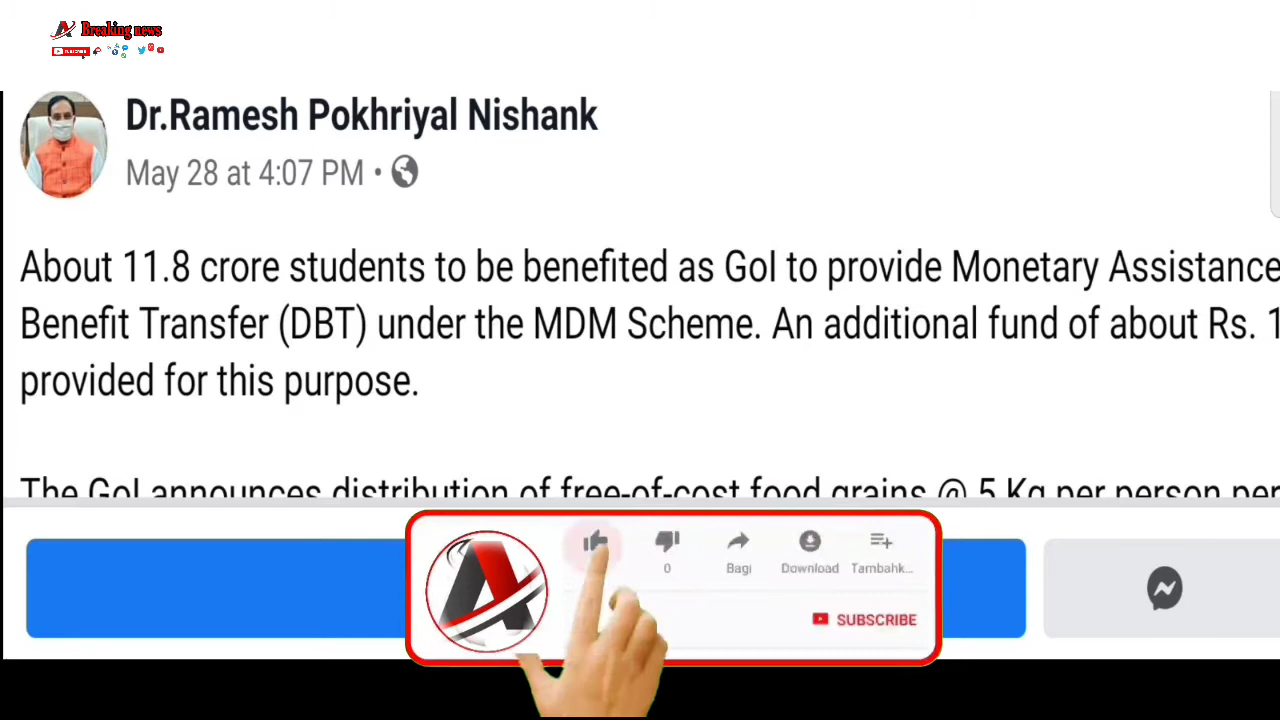 Breaking news
SUBSCRIBE
Dr.Ramesh Pokhriyal Nishank
May 28 at 4:07 PM •
About 11.8 crore students to be benefited as GoI to provide Monetary Assistance
Benefit Transfer (DBT) under the MDM Scheme. An additional fund of about Rs. 1
provided for this purpose.
The GoI announces distribution of free-of-cost food grains @ 5 Kg per person per
0 Bagi Download Tambahk...
SUBSCRIBE